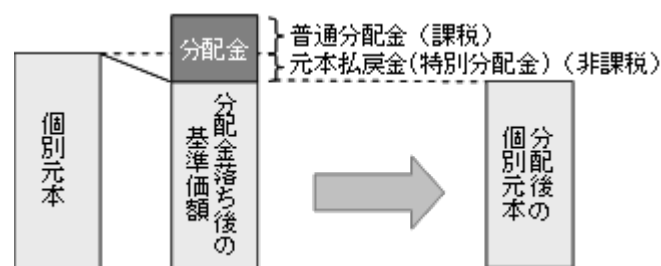 分配金
普通分配金（課税）
元本払戻金(特別分配金)（非課税）
個別元本
分配金落ち後の
基準価額
分配後の
個別元本